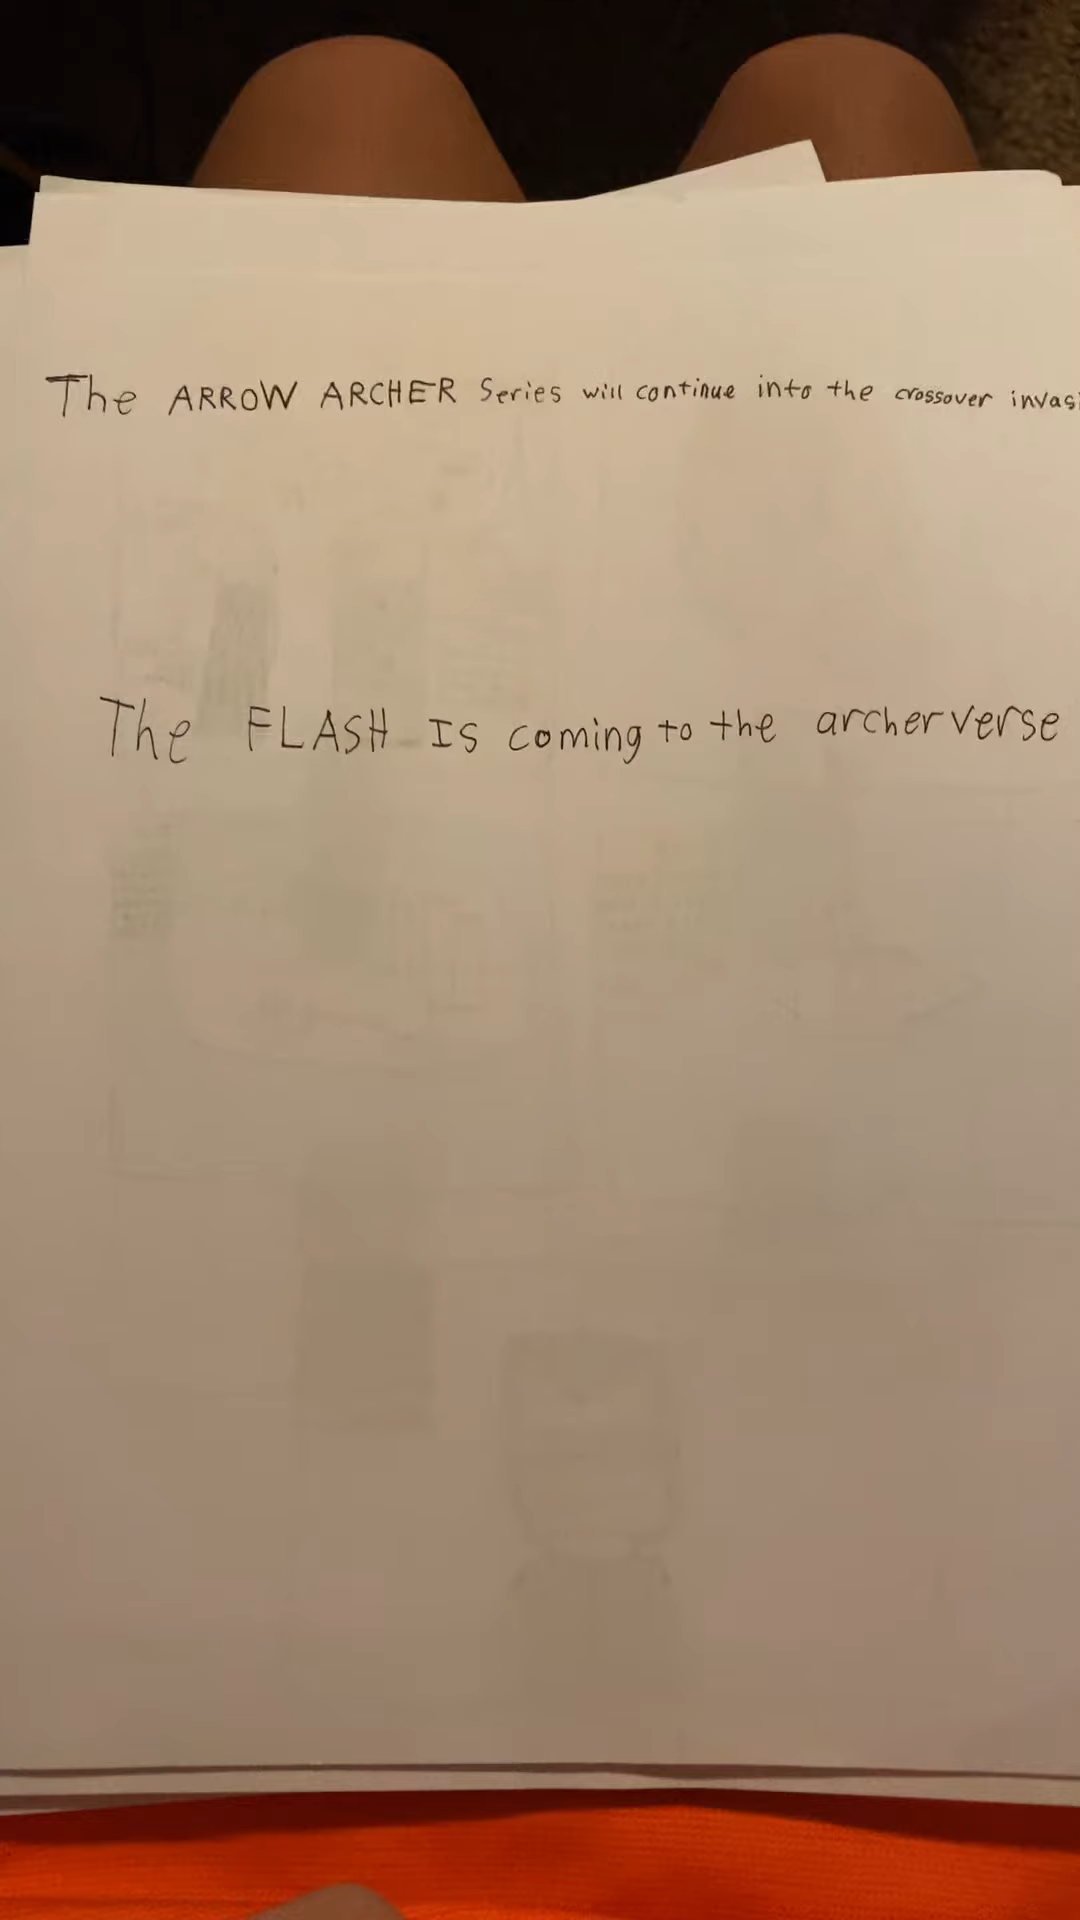 The ARROW ARCHER Series will continue into the crossover
The FLASH IS coming to the archerverse